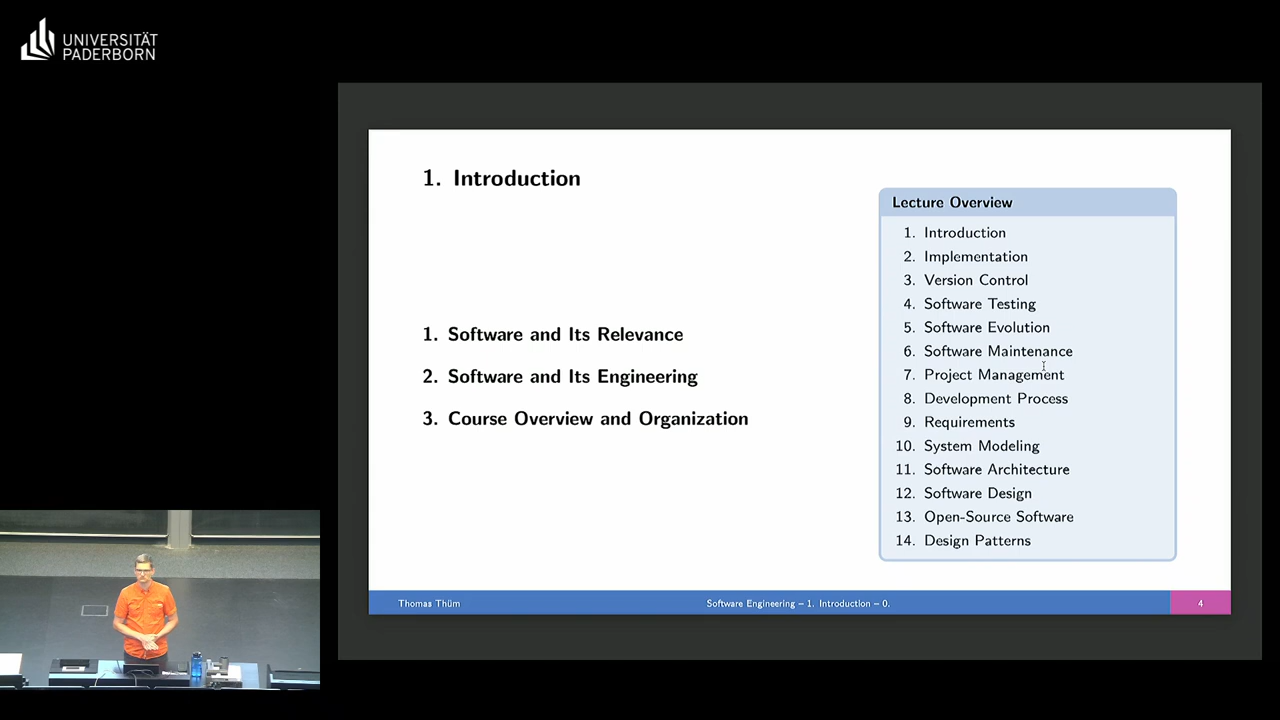 UNIVERSITÄT
PADERBORN
1. Introduction
1. Software and Its Relevance
2. Software and Its Engineering
3. Course Overview and Organization
Lecture Overview
1. Introduction
2. Implementation
3. Version Control
4. Software Testing
5. Software Evolution
6. Software Maintenance
7. Project Management
8. Development Process
9. Requirements
10. System Modeling
11. Software Architecture
12. Software Design
13. Open-Source Software
14. Design Patterns
Thomas Thüm
Software Engineering – 1. Introduction – 0.
4